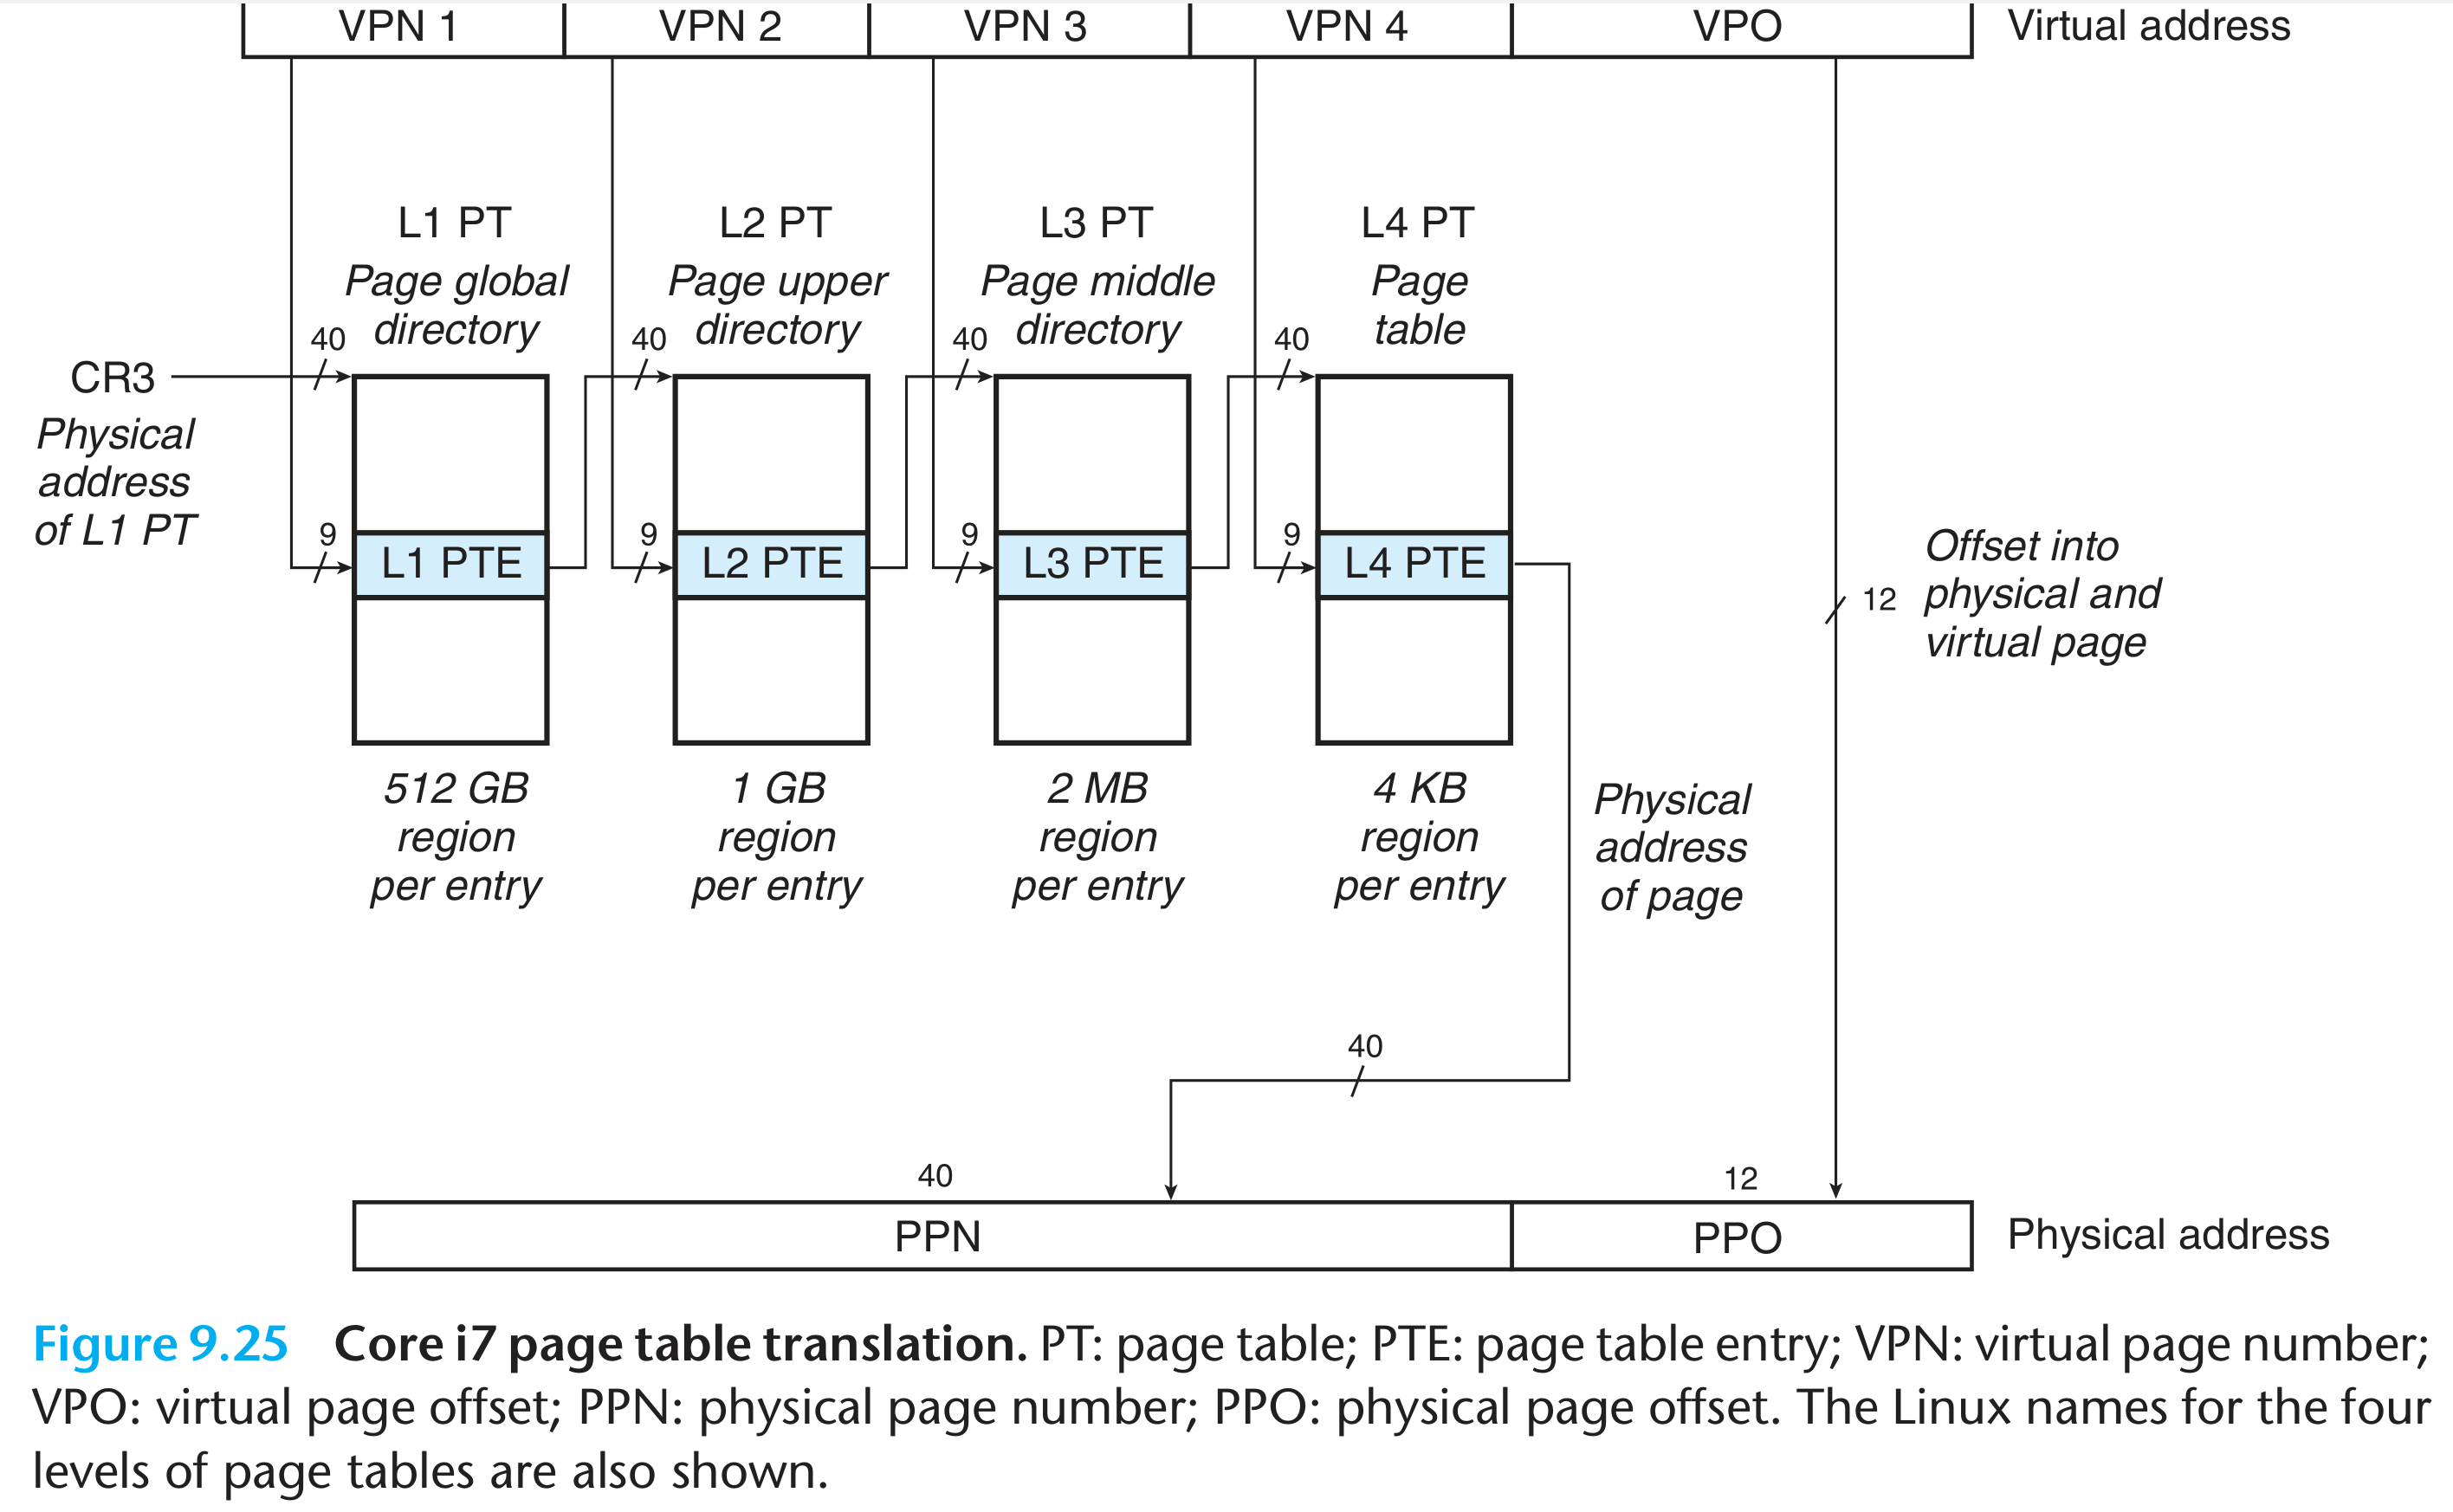 VPN 1 VPN 2 VPN 3 VPN 4 VPO Virtual address
L1 PT L2 PT L3 PT L4 PT
Page global Page upper Page middle Page
directory directory directory table
40 40 40 40
CR3
Physical
address
of L1 PT
9 9 9 9
L1 PTE L2 PTE L3 PTE L4 PTE
12
Offset into
physical and
virtual page
512 GB 1 GB 2 MB 4 KB
region region region region
per entry per entry per entry per entry
Physical
address
of page
40
40 12
PPN PPO Physical address
Figure 9.25 Core i7 page table translation. PT: page table; PTE: page table entry; VPN: virtual page number;
VPO: virtual page offset; PPN: physical page number; PPO: physical page offset. The Linux names for the four
levels of page tables are also shown.